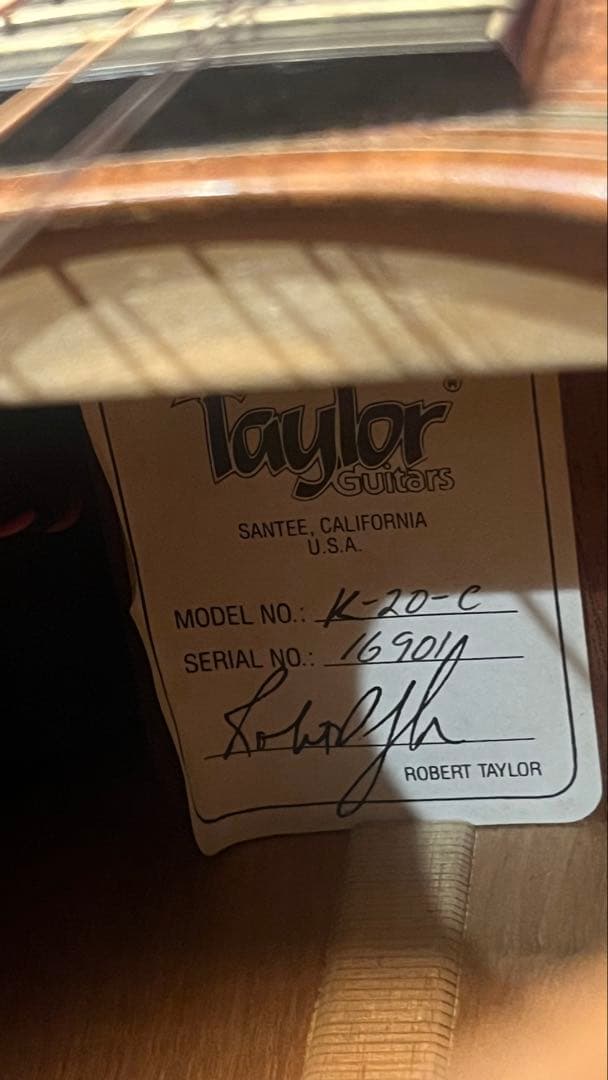 Taylor®
Guitars
SANTEE, CALIFORNIA
U.S.A.
MODEL NO.: K-20-C
SERIAL NO.: 16901
ROBERT TAYLOR